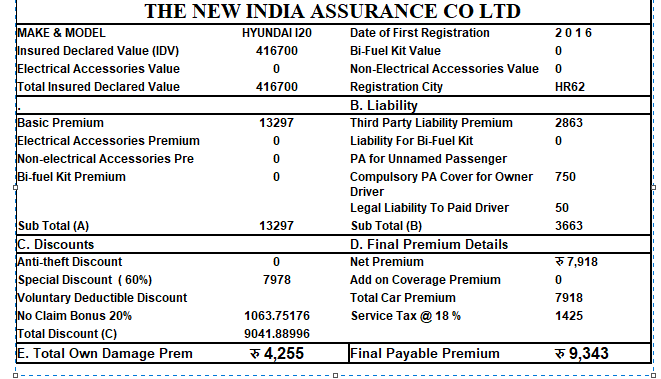 THE NEW INDIA ASSURANCE CO LTD
MAKE & MODEL HYUNDAI I20 Date of First Registration 2 0 1 6
Insured Declared Value (IDV) 416700 Bi-Fuel Kit Value 0
Electrical Accessories Value 0 Non-Electrical Accessories Value 0
Total Insured Declared Value 416700 Registration City HR62
. B. Liability
Basic Premium 13297 Third Party Liability Premium 2863
Electrical Accessories Premium 0 Liability For Bi-Fuel Kit 0
Non-electrical Accessories Pre 0 PA for Unnamed Passenger
Bi-fuel Kit Premium 0 Compulsory PA Cover for Owner 750
Driver
Legal Liability To Paid Driver 50
Sub Total (A) 13297 Sub Total (B) 3663
C. Discounts D. Final Premium Details
Anti-theft Discount 0 Net Premium रु 7,918
Special Discount ( 60%) 7978 Add on Coverage Premium 0
Voluntary Deductible Discount Total Car Premium 7918
No Claim Bonus 20% 1063.75176 Service Tax @ 18 % 1425
Total Discount (C) 9041.88996
E. Total Own Damage Prem रु 4,255 Final Payable Premium रु 9,343